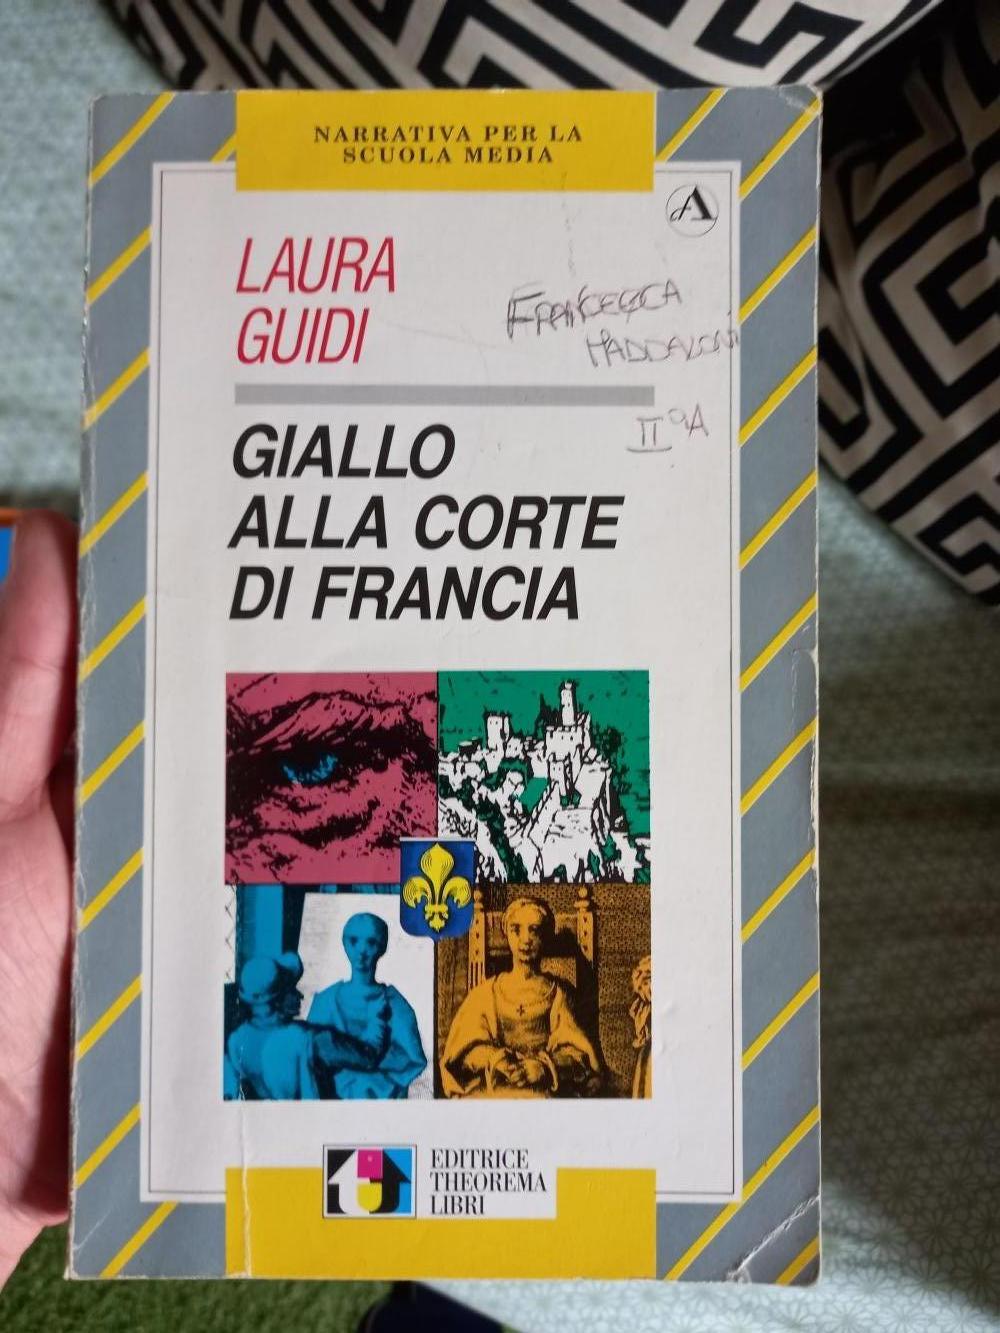 NARRATIVA PER LA
SCUOLA MEDIA
A
LAURA
GUIDI
FRANCESCA
MADDALONI
II ª A
GIALLO
ALLA CORTE
DI FRANCIA
EDITRICE
THEOREMA
LIBRI